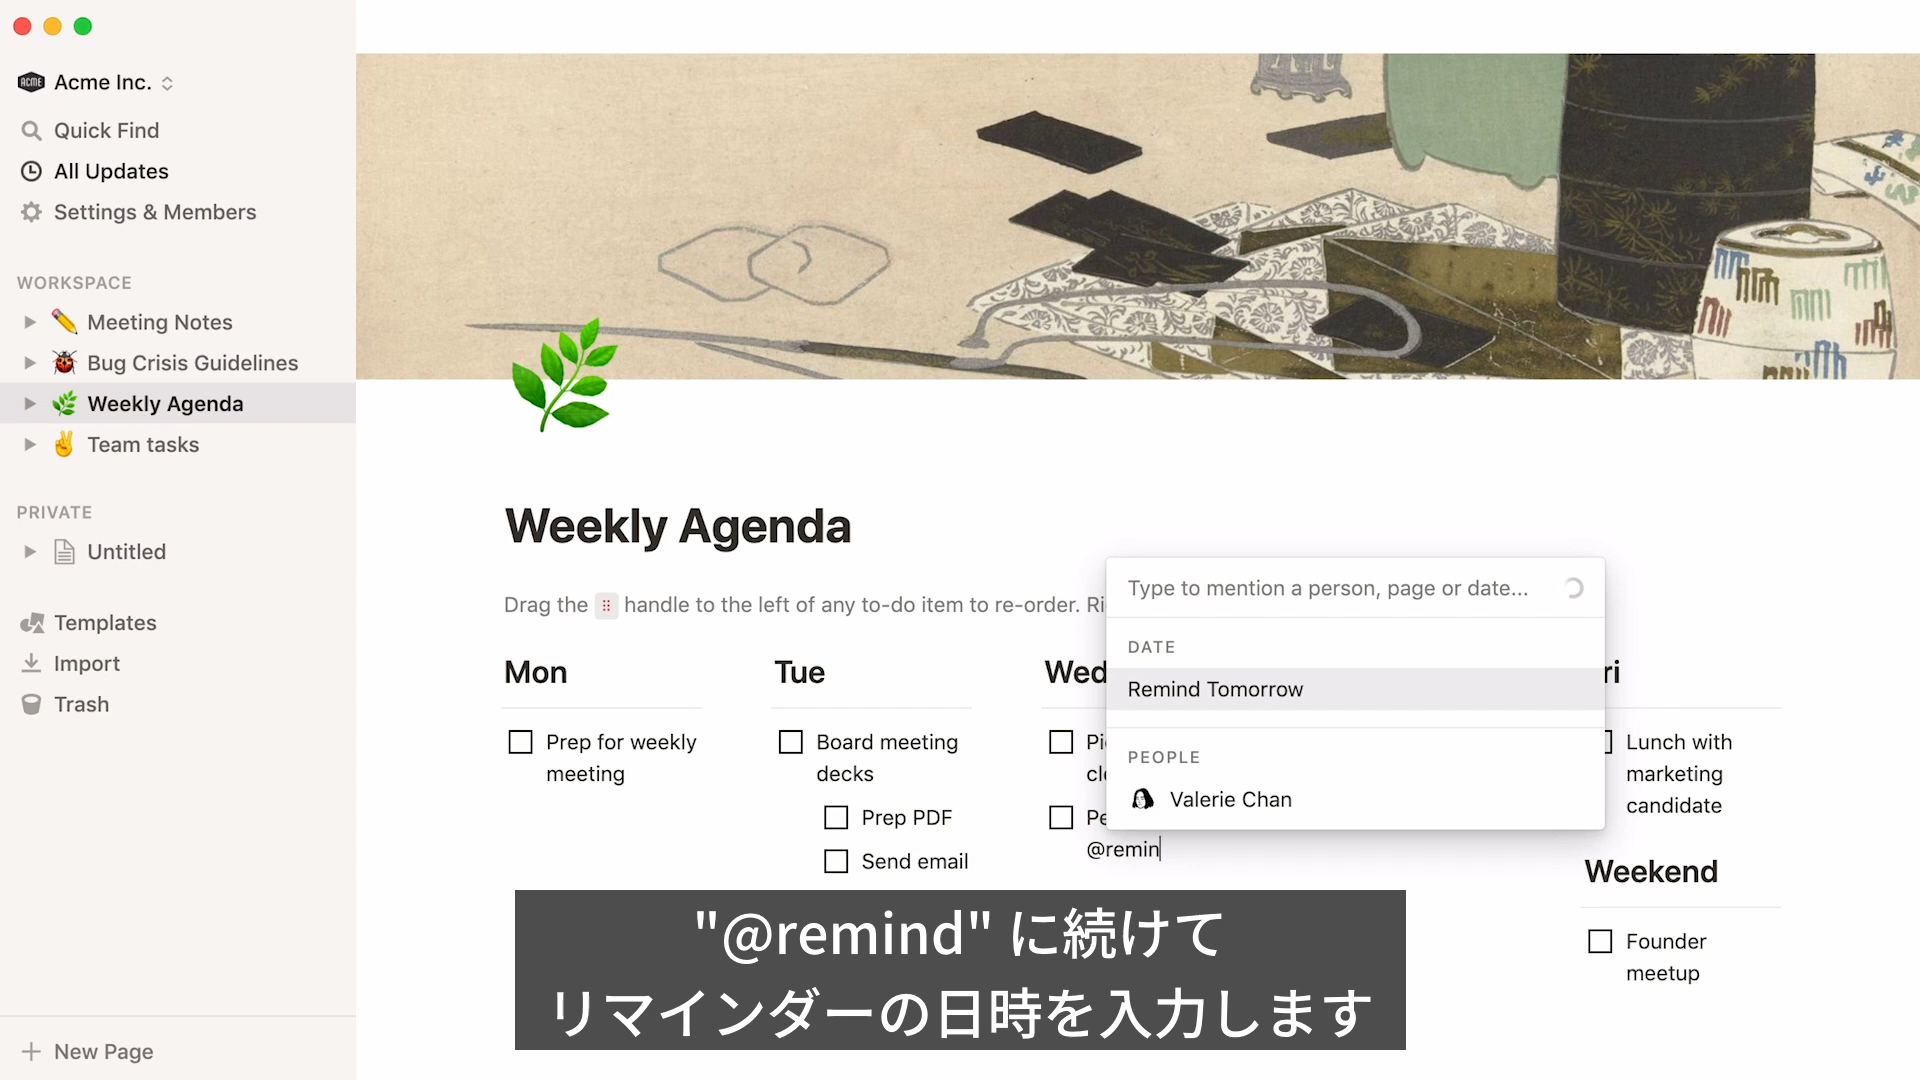 Acme Inc.
Quick Find
All Updates
Settings & Members
WORKSPACE
Meeting Notes
Bug Crisis Guidelines
Weekly Agenda
Team tasks
PRIVATE
Untitled
Templates
Import
Trash
New Page
Weekly Agenda
Drag the ⠿ handle to the left of any to-do item to re-order. Ri
Mon
Prep for weekly
meeting
Tue
Board meeting
decks
Prep PDF
Send email
Wed
@remin
Type to mention a person, page or date...
DATE
Remind Tomorrow
PEOPLE
Valerie Chan
Lunch with
marketing
candidate
Weekend
Founder
meetup
"@remind" に続けて
リマインダーの日時を入力します